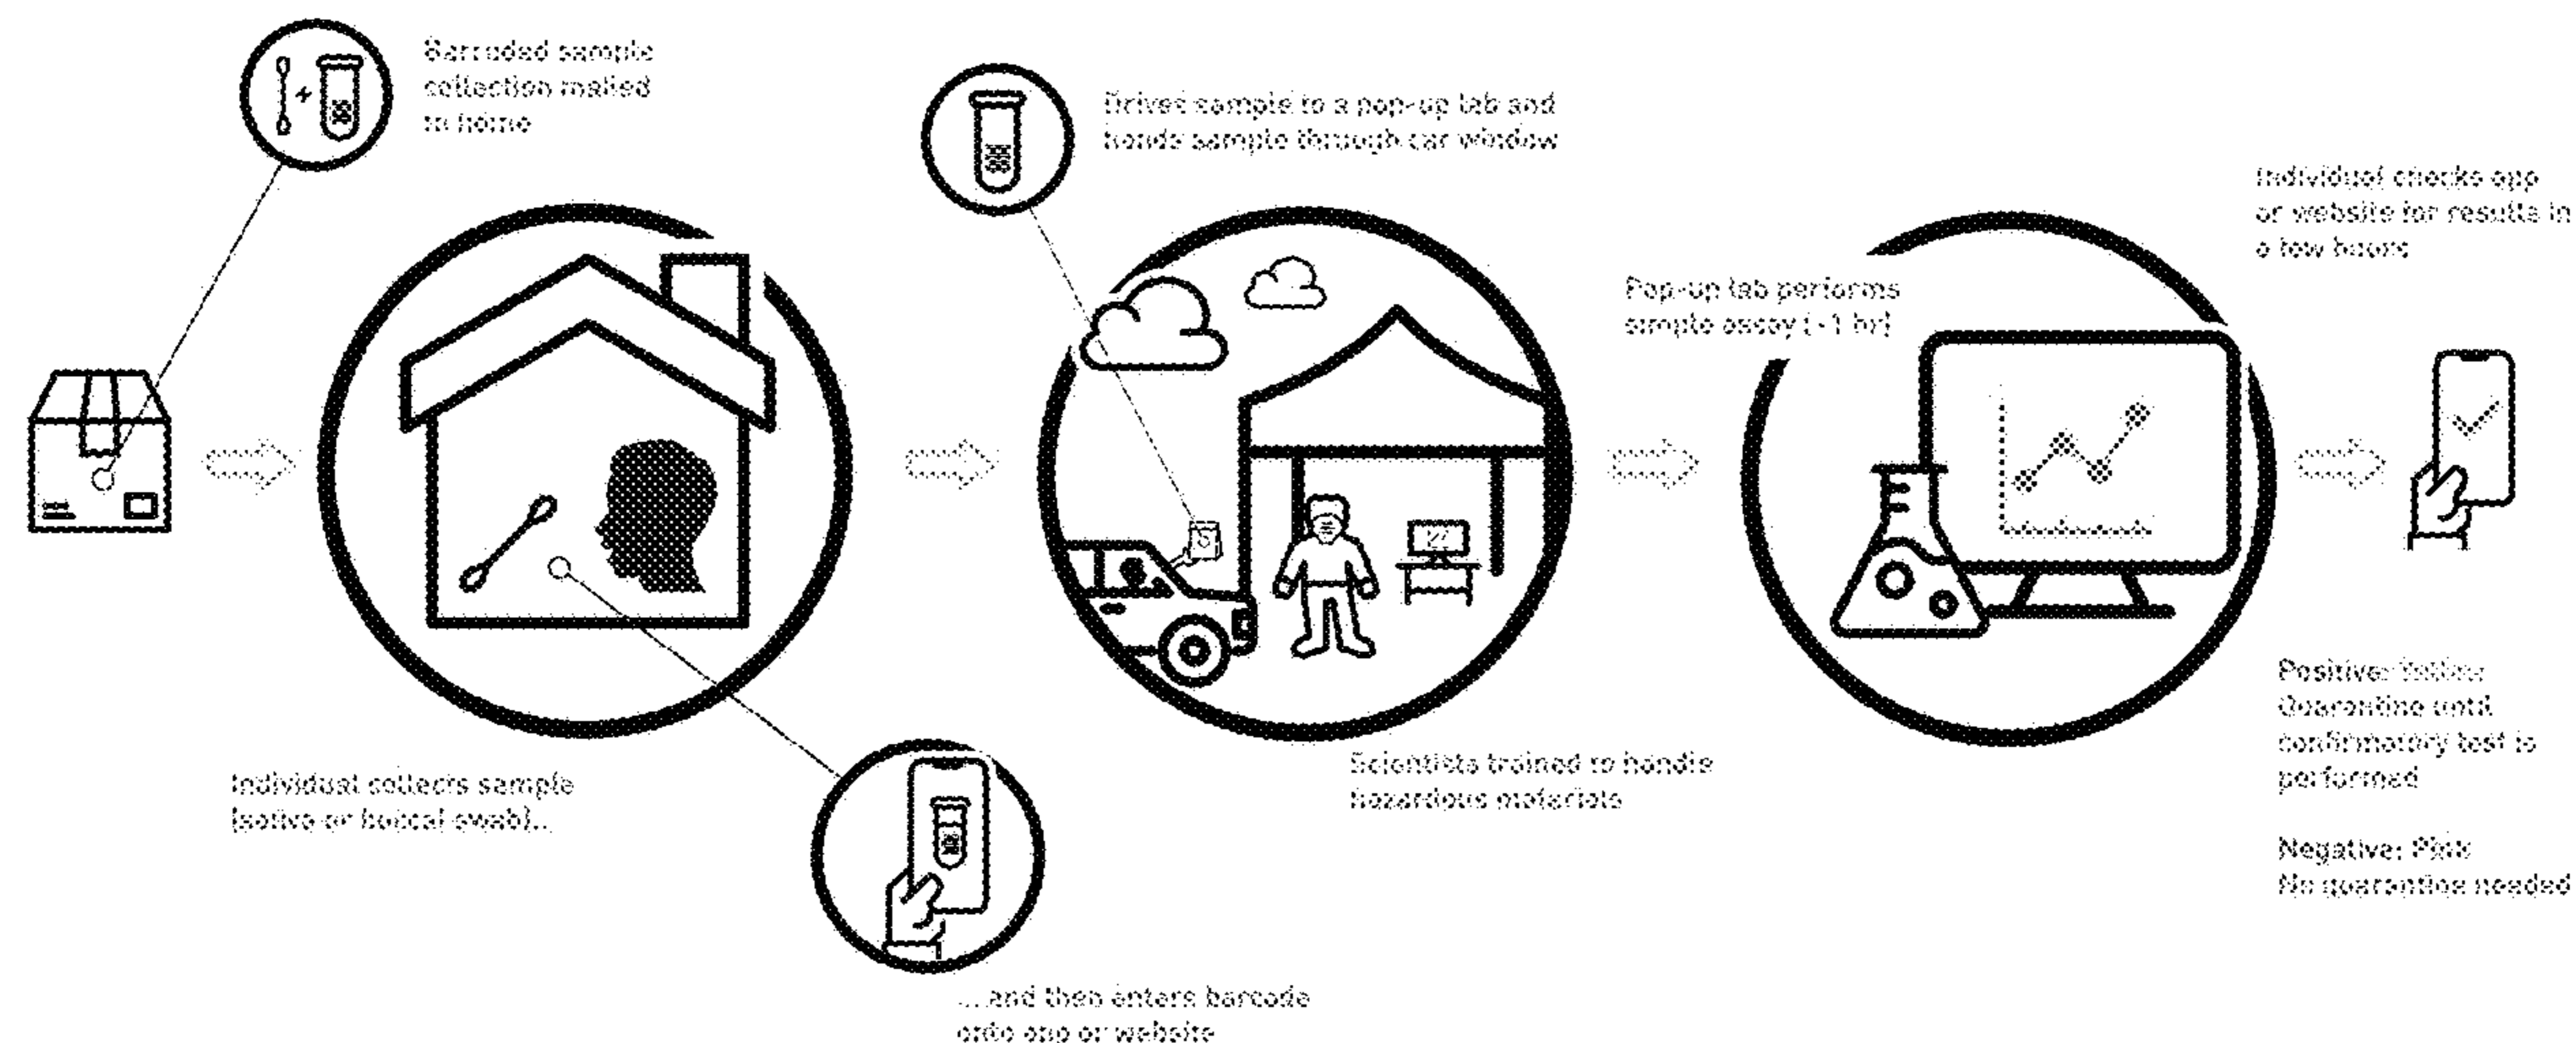 Barcoded sample
collection mailed
to home
Drives sample to a pop-up lab and
hands sample through car window
Individual checks app
or website for results in
a few hours
Pop-up lab performs
simple assay (~1 hr)
Individual collects sample
(saliva or buccal swab)...
...and then enters barcode
onto app or website
Scientists trained to handle
hazardous materials
Positive: Yellow
Quarantine until
confirmatory test is
performed
Negative: Pink
No quarantine needed